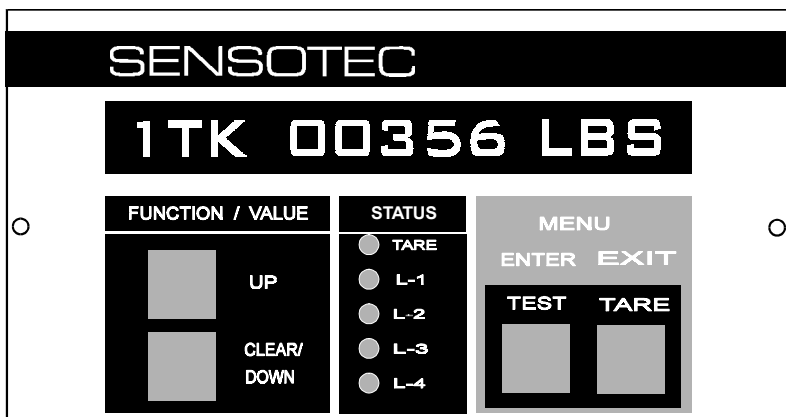 SENSOTEC
1TK 00356 LBS
FUNCTION / VALUE
UP
CLEAR/
DOWN
STATUS
TARE
L-1
L-2
L-3
L-4
MENU
ENTER EXIT
TEST TARE